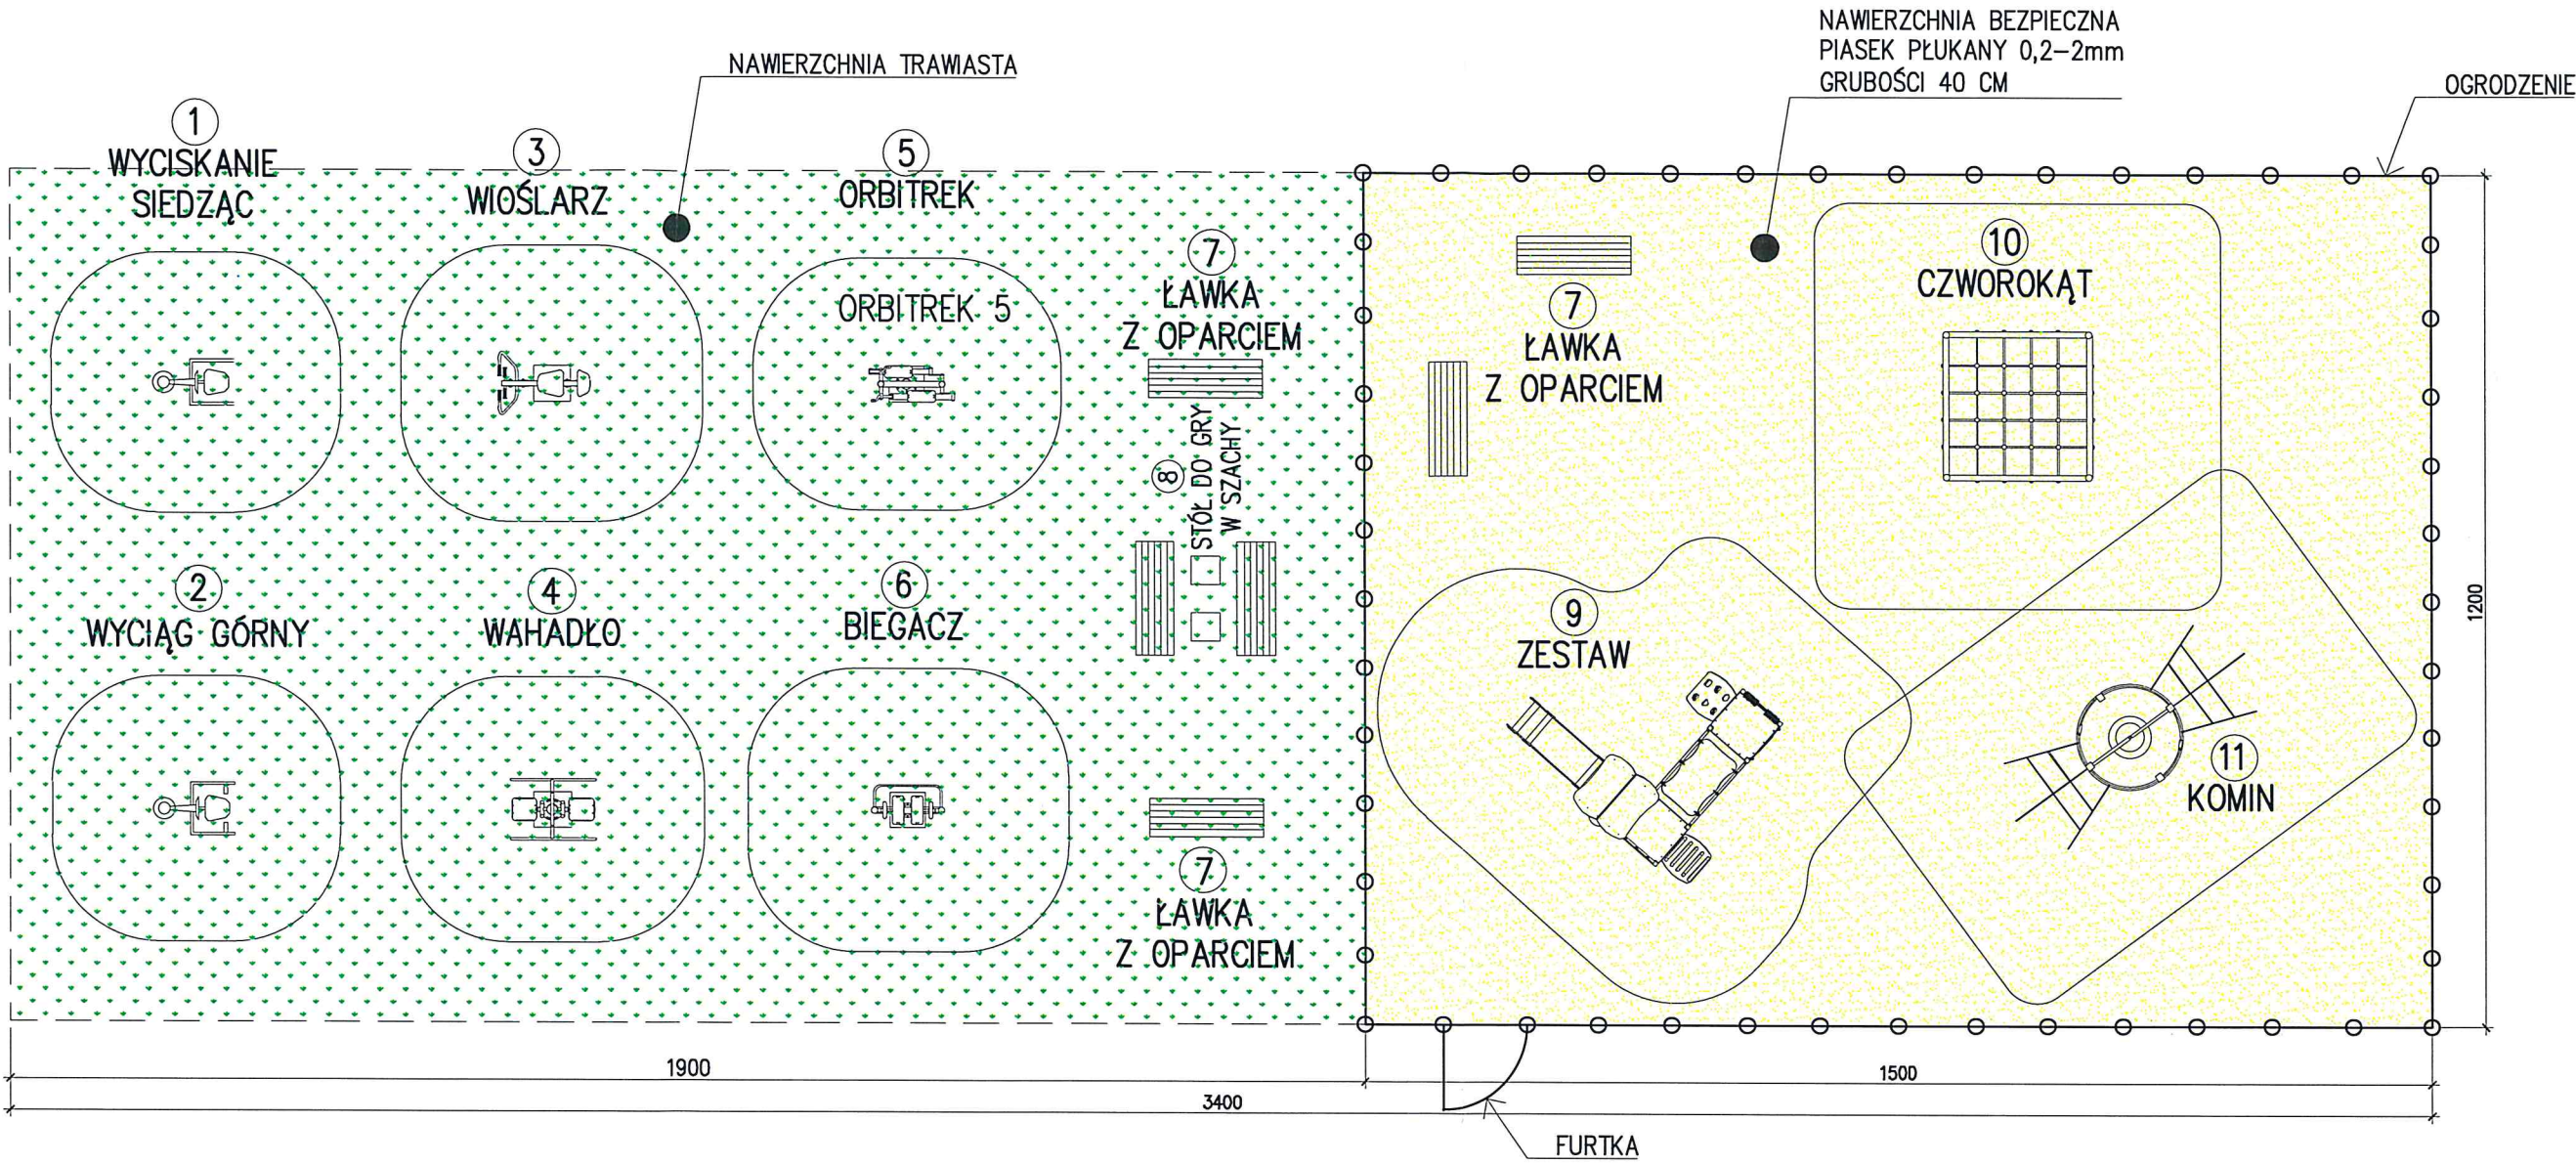 NAWIERZCHNIA BEZPIECZNA
PIASEK PŁUKANY 0,2-2mm
GRUBOŚCI 40 CM
NAWIERZCHNIA TRAWIASTA
OGRODZENIE
1
WYCISKANIE
SIEDZĄC
3
WIOŚLARZ
5
ORBITREK
ORBITREK 5
7
ŁAWKA
Z OPARCIEM
8
STÓŁ DO GRY
W SZACHY
2
WYCIĄG GÓRNY
4
WAHADŁO
6
BIEGACZ
7
ŁAWKA
Z OPARCIEM
7
ŁAWKA
Z OPARCIEM
10
CZWOROKĄT
9
ZESTAW
11
KOMIN
1200
1900
1500
3400
FURTKA